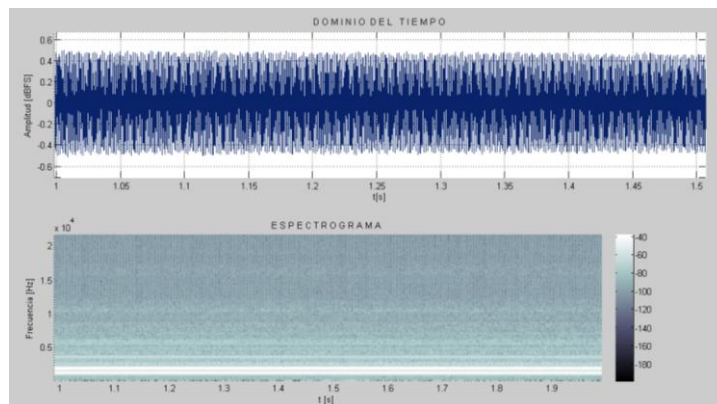 DOMINIO DEL TIEMPO
0.6
0.4
0.2
0
-0.2
-0.4
-0.6
Amplitud [dBFS]
1 1.05 1.1 1.15 1.2 1.25 1.3 1.35 1.4 1.45 1.5
t[s]
ESPECTROGRAMA
x 10^4
2
1.5
1
0.5
Frecuencia [Hz]
1 1.1 1.2 1.3 1.4 1.5 1.6 1.7 1.8 1.9
t [s]
-40
-60
-80
-100
-120
-140
-160
-180